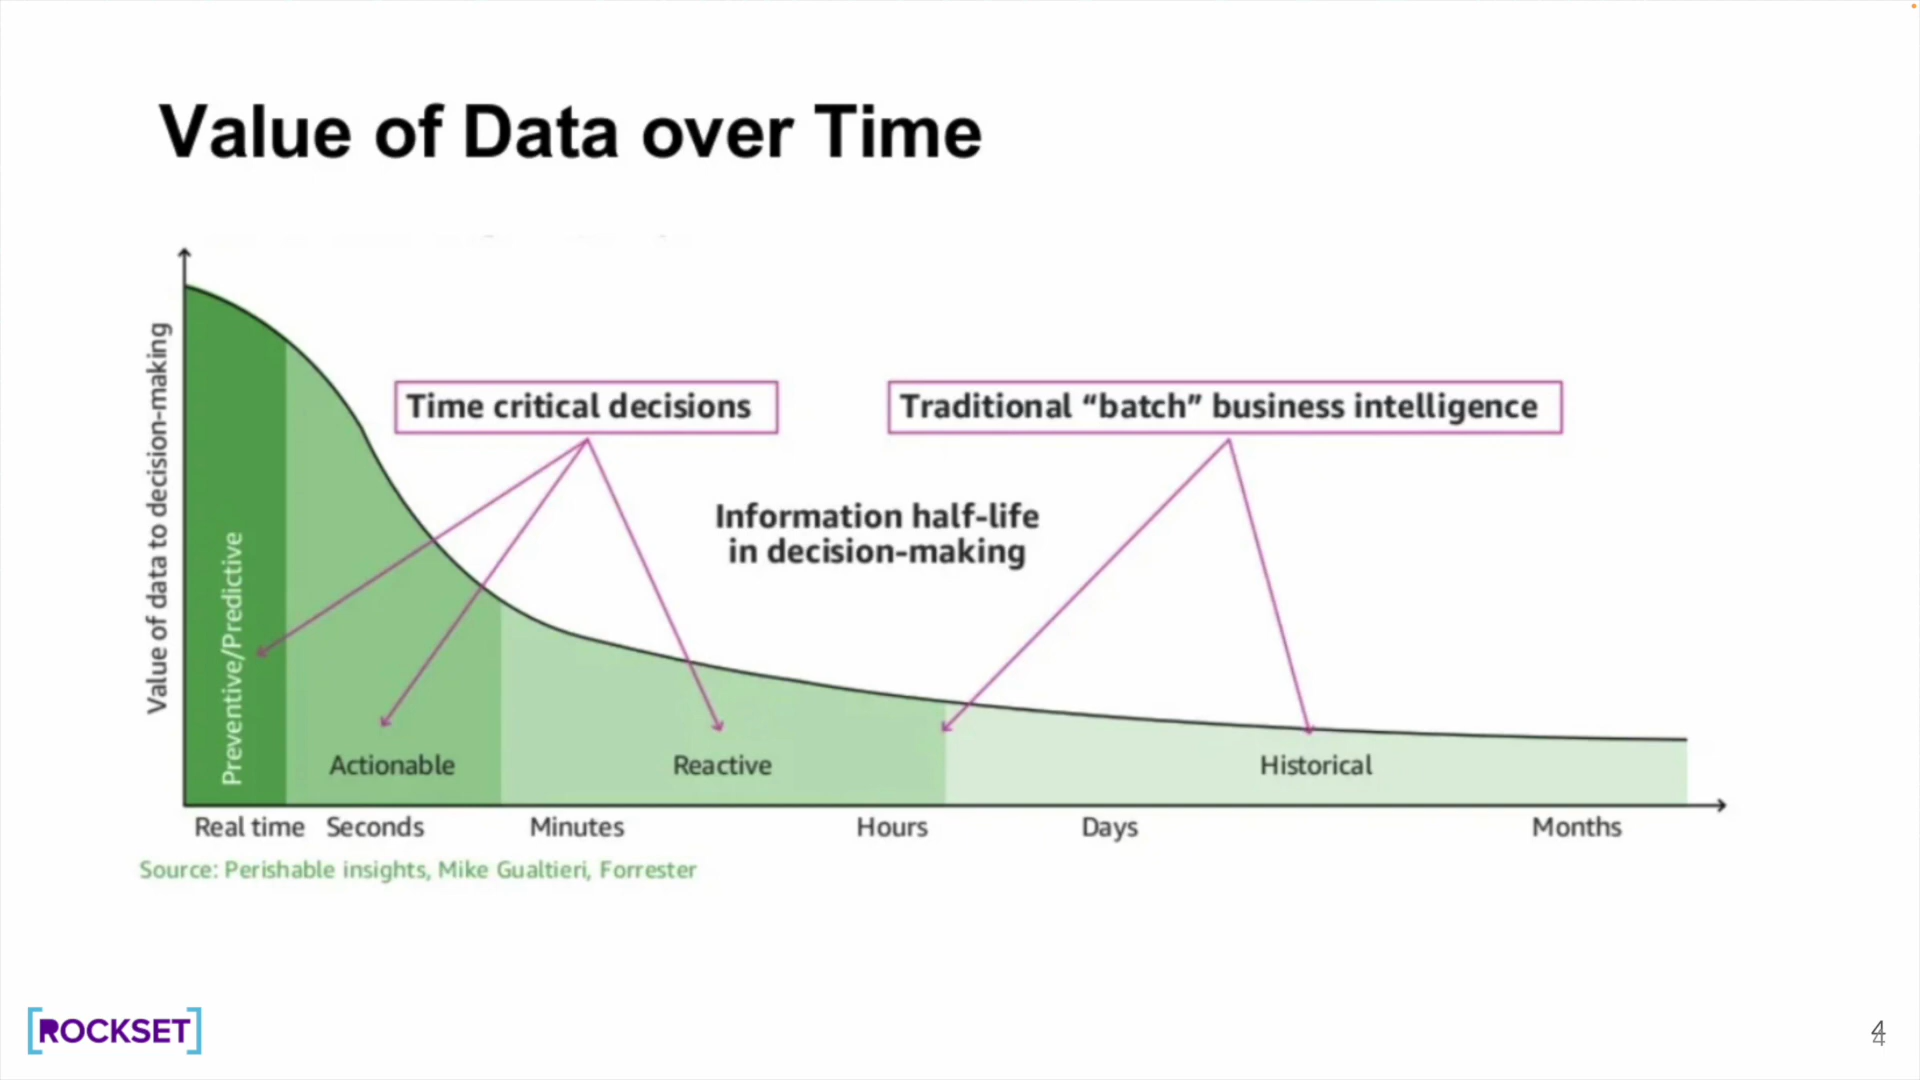 Value of Data over Time
Value of data to decision-making
Time critical decisions
Traditional “batch” business intelligence
Information half-life
in decision-making
Preventive/Predictive
Actionable
Reactive
Historical
Real time
Seconds
Minutes
Hours
Days
Months
Source: Perishable insights, Mike Gualtieri, Forrester
[ROCKSET]
4
4